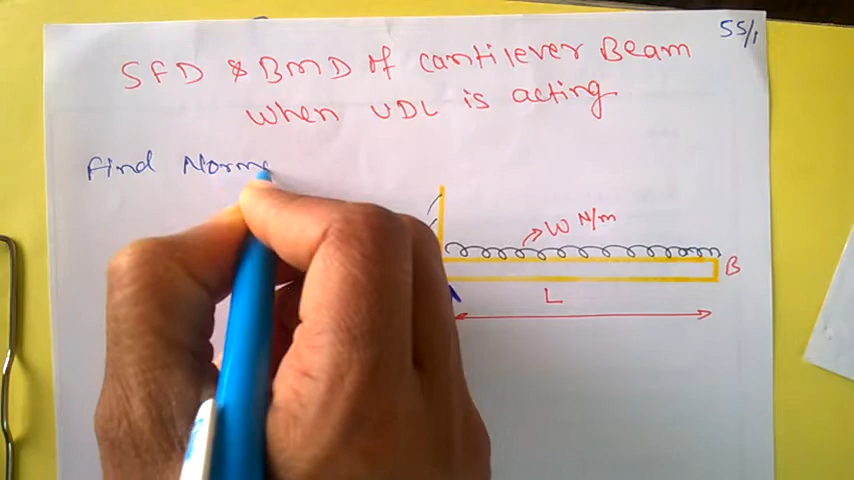 55/1
SFD & BMD of cantilever Beam
When UDL is acting
Find Norm
W N/m
B
L